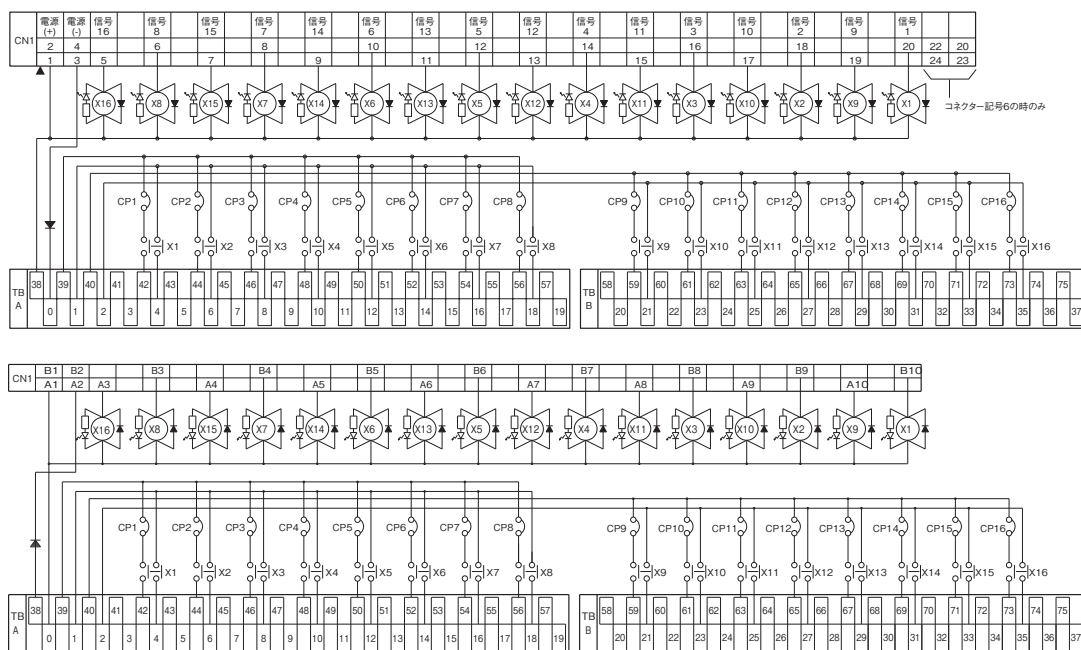 CN1 電源 電源 信号 信号 信号 信号 信号 信号 信号 信号 信号 信号 信号 信号 信号 信号 信号 信号
(+) (-) 16 8 15 7 14 6 13 5 12 4 11 3 10 2 9 1
2 4 6 8 10 12 14 16 18 20 22 20
1 3 5 7 9 11 13 15 17 19 24 23
X16 X8 X15 X7 X14 X6 X13 X5 X12 X4 X11 X3 X10 X2 X9 X1
コネクター記号6の時のみ
CP1 CP2 CP3 CP4 CP5 CP6 CP7 CP8 CP9 CP10 CP11 CP12 CP13 CP14 CP15 CP16
X1 X2 X3 X4 X5 X6 X7 X8 X9 X10 X11 X12 X13 X14 X15 X16
TB A 38 39 40 41 42 43 44 45 46 47 48 49 50 51 52 53 54 55 56 57
0 1 2 3 4 5 6 7 8 9 10 11 12 13 14 15 16 17 18 19
TB B 58 59 60 61 62 63 64 65 66 67 68 69 70 71 72 73 74 75
20 21 22 23 24 25 26 27 28 29 30 31 32 33 34 35 36 37
CN1 B1 B2 B3 B4 B5 B6 B7 B8 B9 B10
A1 A2 A3 A4 A5 A6 A7 A8 A9 A10
X16 X8 X15 X7 X14 X6 X13 X5 X12 X4 X11 X3 X10 X2 X9 X1
CP1 CP2 CP3 CP4 CP5 CP6 CP7 CP8 CP9 CP10 CP11 CP12 CP13 CP14 CP15 CP16
X1 X2 X3 X4 X5 X6 X7 X8 X9 X10 X11 X12 X13 X14 X15 X16
TB A 38 39 40 41 42 43 44 45 46 47 48 49 50 51 52 53 54 55 56 57
0 1 2 3 4 5 6 7 8 9 10 11 12 13 14 15 16 17 18 19
TB B 58 59 60 61 62 63 64 65 66 67 68 69 70 71 72 73 74 75
20 21 22 23 24 25 26 27 28 29 30 31 32 33 34 35 36 37